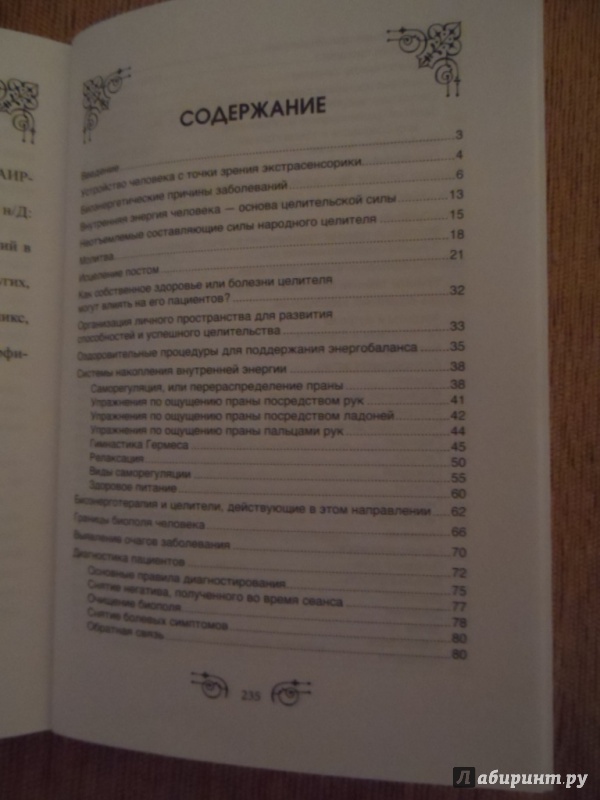 АИР-
н/Д:
ий в
отих,
икс,
ефи-
СОДЕРЖАНИЕ
Введение 3
Устройство человека с точки зрения экстрасенсорики 4
Биоэнергетические причины заболеваний 6
Внутренняя энергия человека — основа целительской силы 13
Неотъемлемые составляющие силы народного целителя 15
Молитва 18
Исцеление постом 21
Как собственное здоровье или болезни целителя
могут влиять на его пациентов? 32
Организация личного пространства для развития
способностей и успешного целительства 33
Оздоровительные процедуры для поддержания энергобаланса 35
Системы накопления внутренней энергии 38
Саморегуляция, или перераспределение праны 38
Упражнения по ощущению праны посредством рук 41
Упражнения по ощущению праны посредством ладоней 42
Упражнения по ощущению праны пальцами рук 44
Гимнастика Гермеса 45
Релаксация 50
Виды саморегуляции 55
Здоровое питание 60
Биоэнерготерапия и целители, действующие в этом направлении 62
Границы биополя человека 66
Выявление очагов заболевания 70
Диагностика пациентов 72
Основные правила диагностирования 75
Снятие негатива, полученного во время сеанса 77
Очищение биополя 78
Снятие болевых симптомов 80
Обратная связь 80
235
Лабиринт.ру